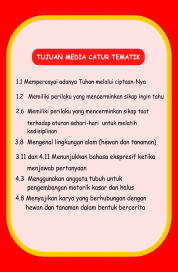 TUJUAN MEDIA CATUR TEMATIK
1.1 Mempercayai adanya Tuhan melalui ciptaan-Nya
1.2 Memiliki perilaku yang mencerminkan sikap ingin tahu
2.6 Memiliki perilaku yang mencerminkan sikap taat
terhadap aturan sehari-hari untuk melatih
kedisiplinan
3.8 Mengenal lingkungan alam (hewan dan tanaman)
3.11 dan 4.11 Menunjukkan bahasa ekspresif ketika
menjawab pertanyaan
4.3 Menggunakan anggota tubuh untuk
pengembangan motorik kasar dan halus
4.8 Menyajikan karya yang berhubungan dengan
hewan dan tanaman dalam bentuk bercerita